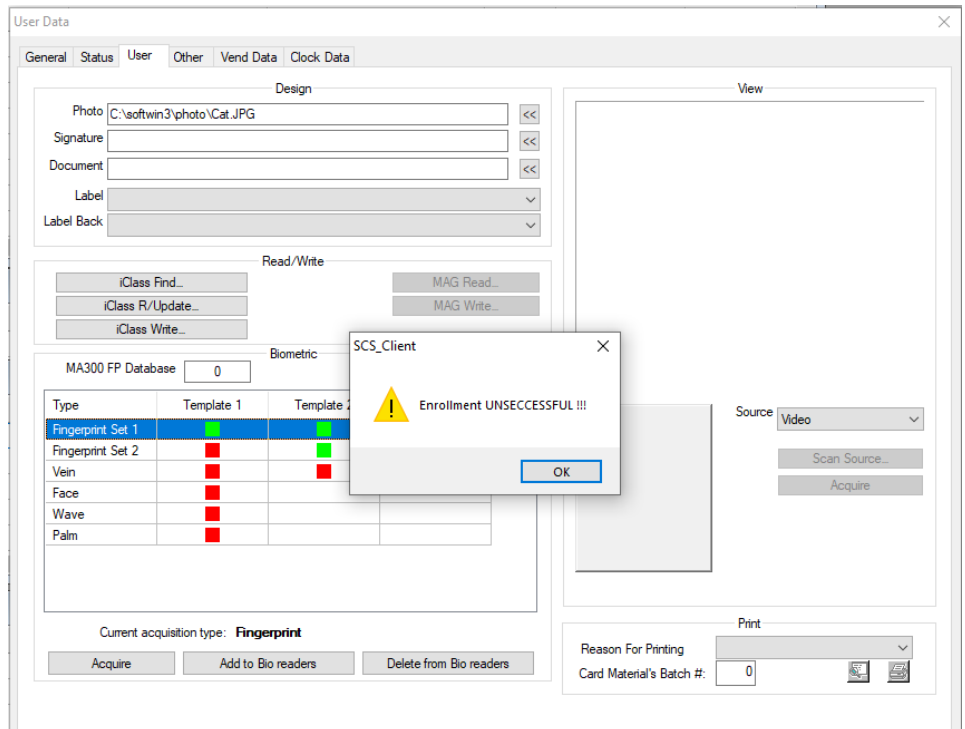 User Data
General Status User Other Vend Data Clock Data
Design
Photo C:\softwin3\photo\Cat.JPG <<
Signature <<
Document <<
Label
Label Back
Read/Write
iClass Find... MAG Read...
iClass R/Update... MAG Write...
iClass Write...
Biometric
MA300 FP Database 0
Type Template 1 Template
Fingerprint Set 1
Fingerprint Set 2
Vein
Face
Wave
Palm
Current acquisition type: Fingerprint
Acquire Add to Bio readers Delete from Bio readers
SCS_Client
Enrollment UNSECCESSFUL !!!
OK
View
Source Video
Scan Source...
Acquire
Print
Reason For Printing
Card Material's Batch #: 0